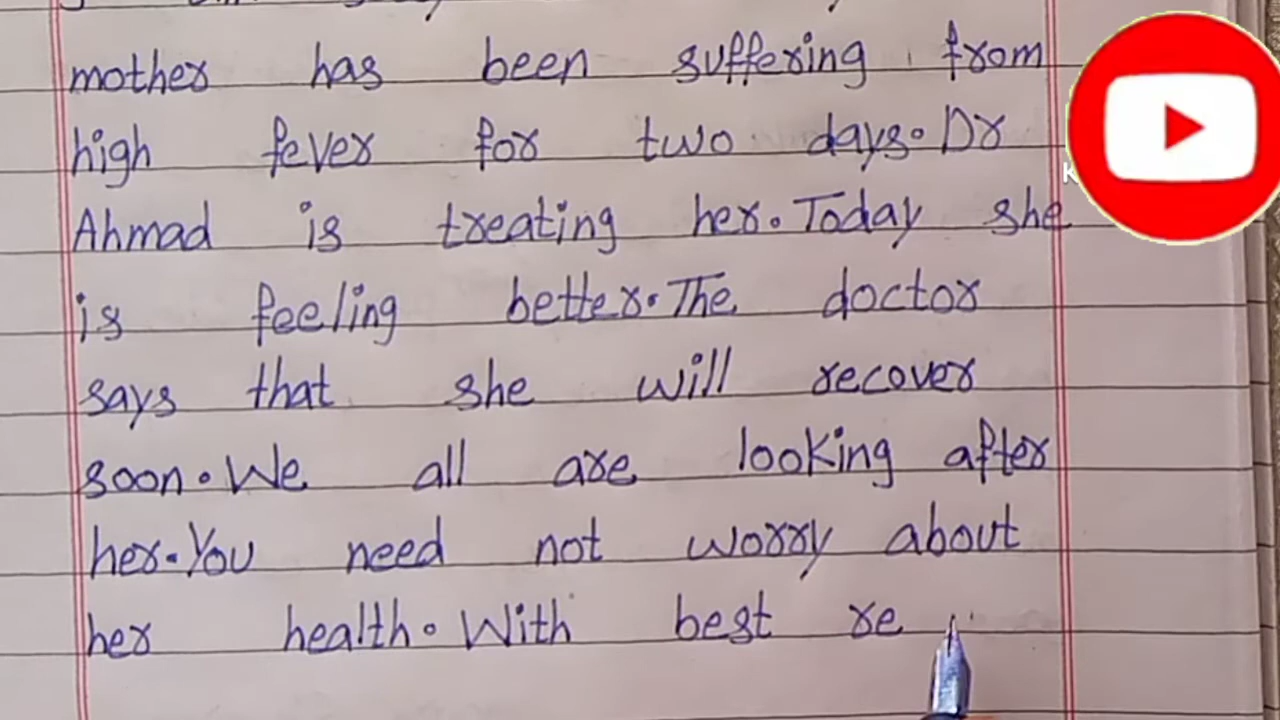 mother has been suffering from
high fever for two days. Dr
Ahmad is treating her. Today she
is feeling better. The doctor
says that she will recover
soon. We all are looking after
her. You need not worry about
her health. With best re